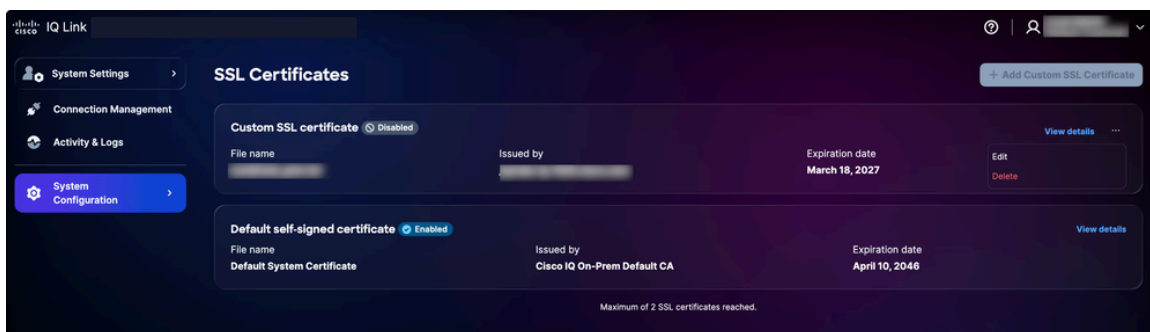 cisco IQ Link
System Settings
Connection Management
Activity & Logs
System
Configuration
SSL Certificates
+ Add Custom SSL Certificate
Custom SSL certificate Disabled
View details ...
File name
Issued by
Expiration date
March 18, 2027
Edit
Delete
Default self-signed certificate Enabled
View details
File name Issued by Expiration date
Default System Certificate Cisco IQ On-Prem Default CA April 10, 2046
Maximum of 2 SSL certificates reached.